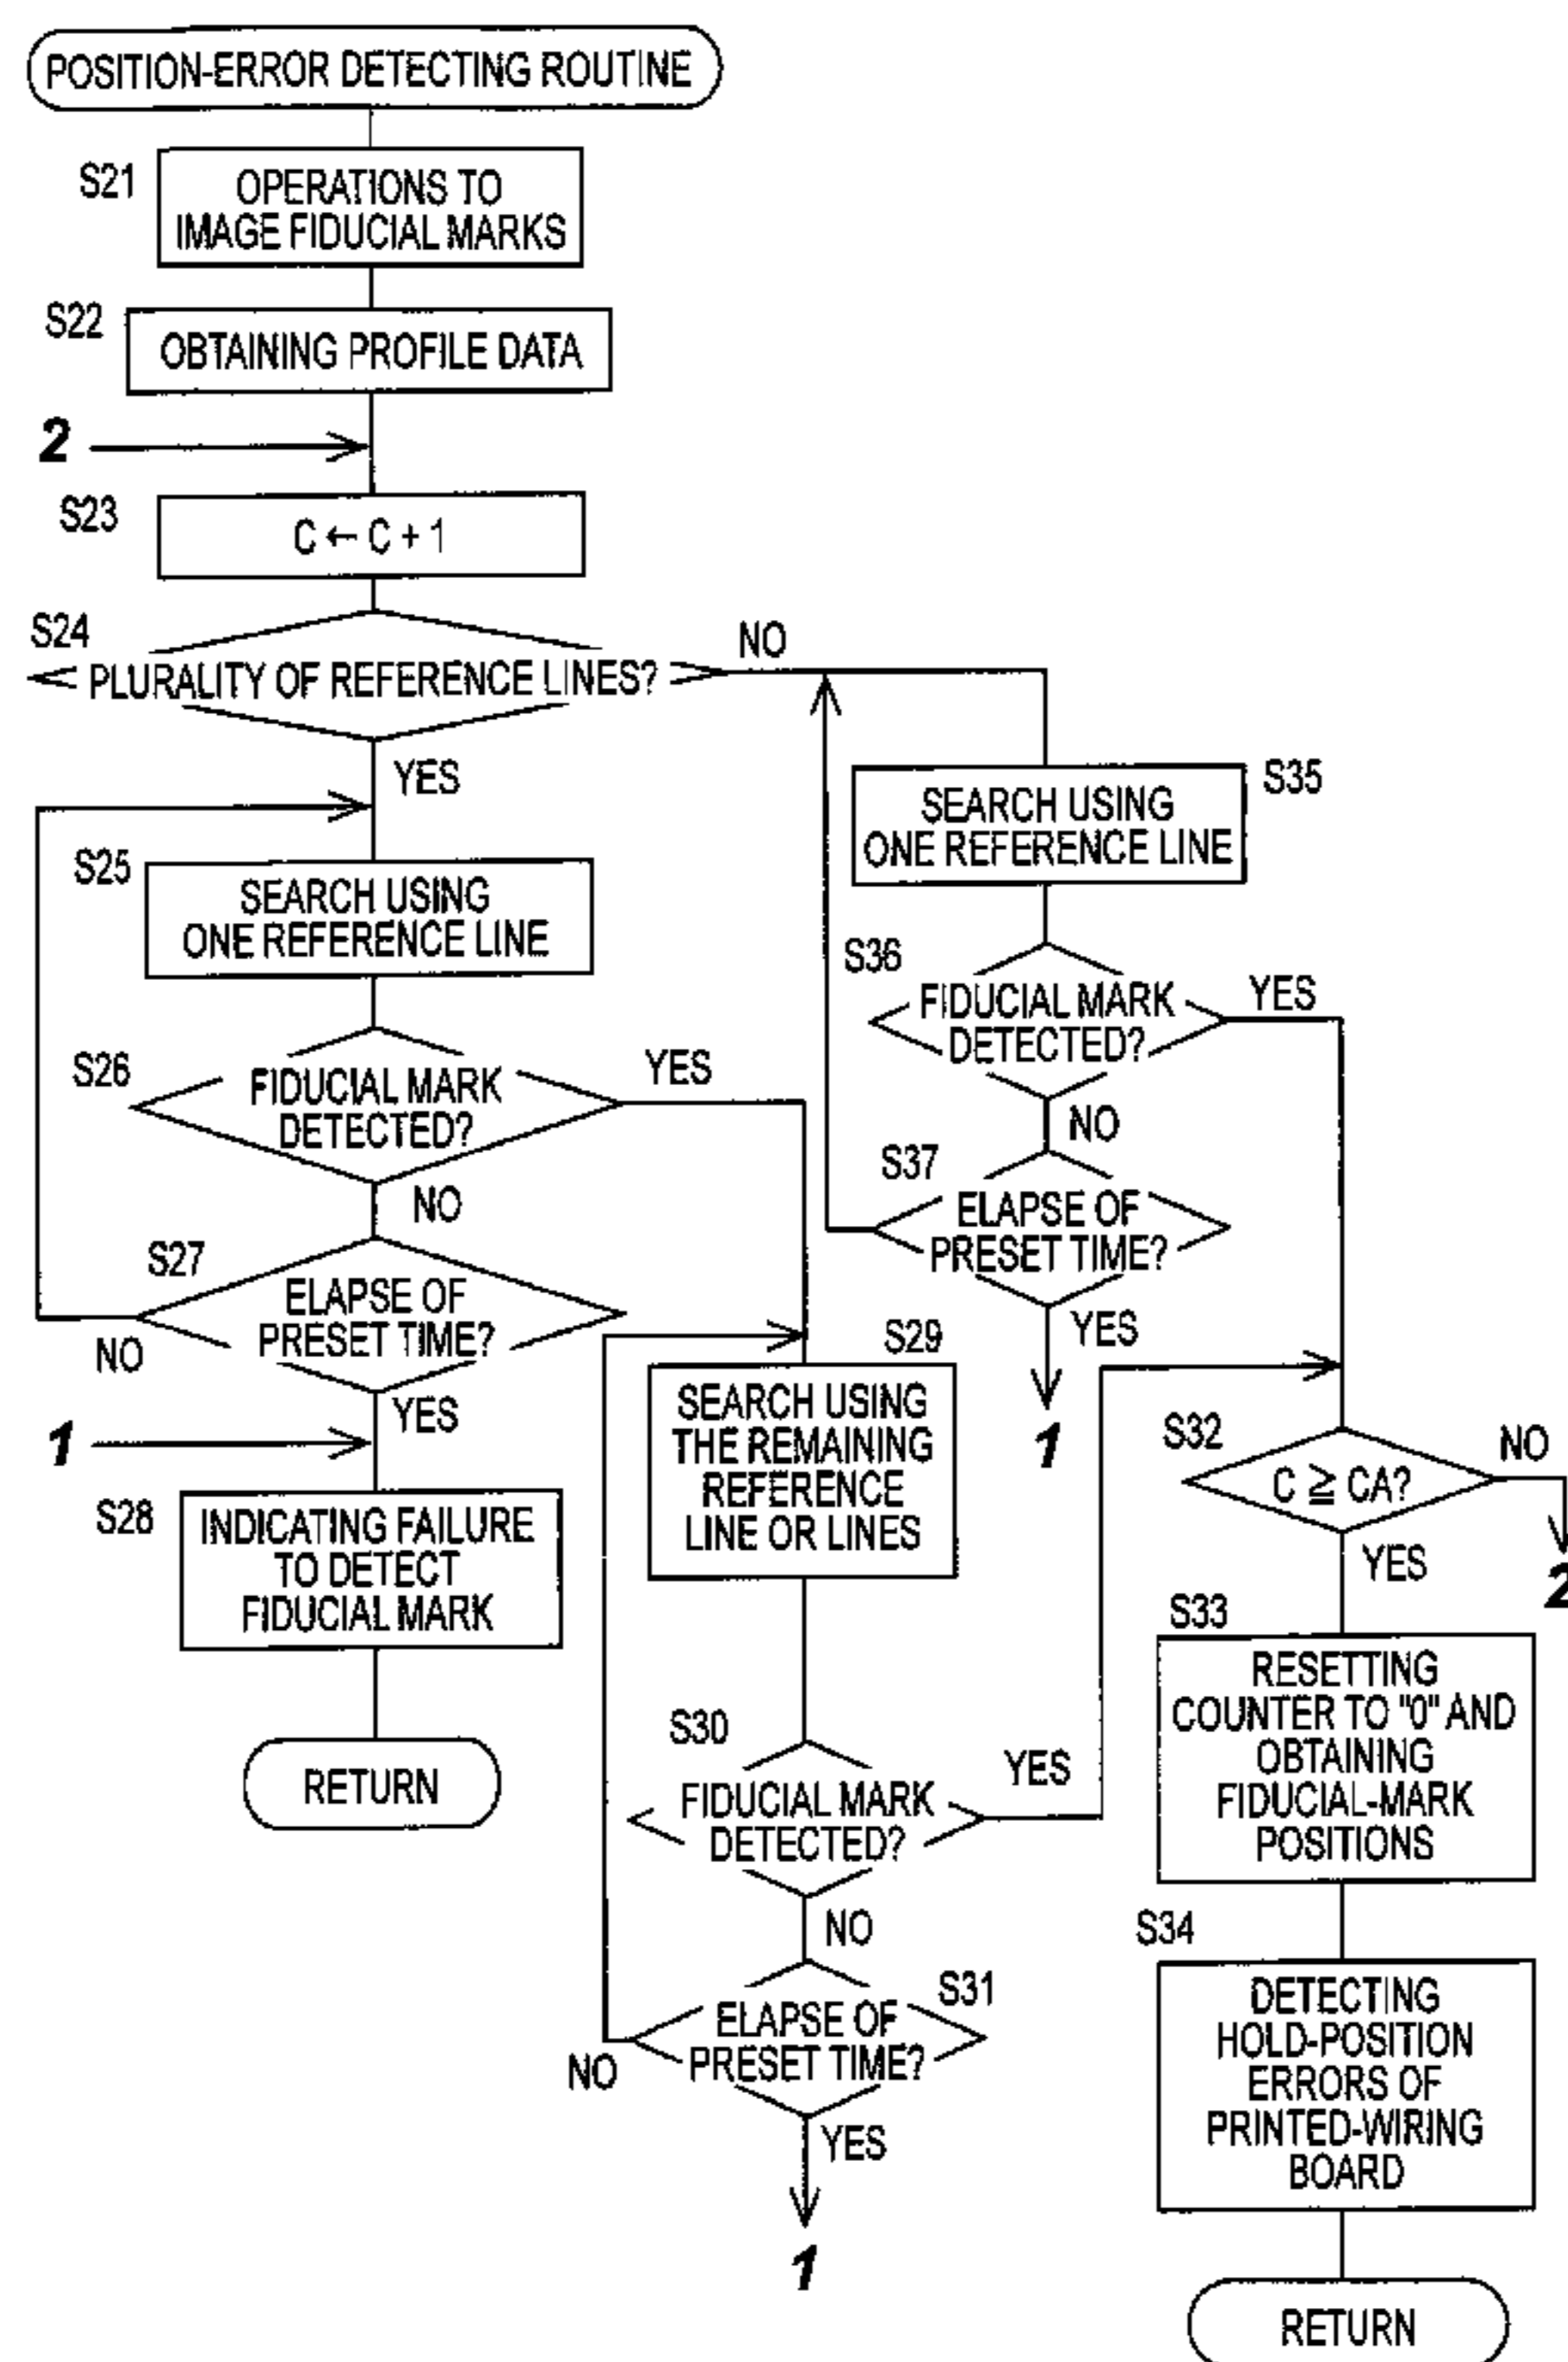 POSITION-ERROR DETECTING ROUTINE
S21
OPERATIONS TO
IMAGE FIDUCIAL MARKS
S22
OBTAINING PROFILE DATA
2
S23
C ← C + 1
S24
PLURALITY OF REFERENCE LINES?
NO
YES
S25
SEARCH USING
ONE REFERENCE LINE
S26
FIDUCIAL MARK
DETECTED?
YES
NO
S27
ELAPSE OF
PRESET TIME?
NO
YES
1
S28
INDICATING FAILURE
TO DETECT
FIDUCIAL MARK
RETURN
S29
SEARCH USING
THE REMAINING
REFERENCE
LINE OR LINES
S30
FIDUCIAL MARK
DETECTED?
YES
NO
S31
ELAPSE OF
PRESET TIME?
NO
YES
1
S35
SEARCH USING
ONE REFERENCE LINE
S36
FIDUCIAL MARK
DETECTED?
YES
NO
S37
ELAPSE OF
PRESET TIME?
YES
1
S32
C ≧ CA?
NO
2
YES
S33
RESETTING
COUNTER TO "0" AND
OBTAINING
FIDUCIAL-MARK
POSITIONS
S34
DETECTING
HOLD-POSITION
ERRORS OF
PRINTED-WIRING
BOARD
RETURN